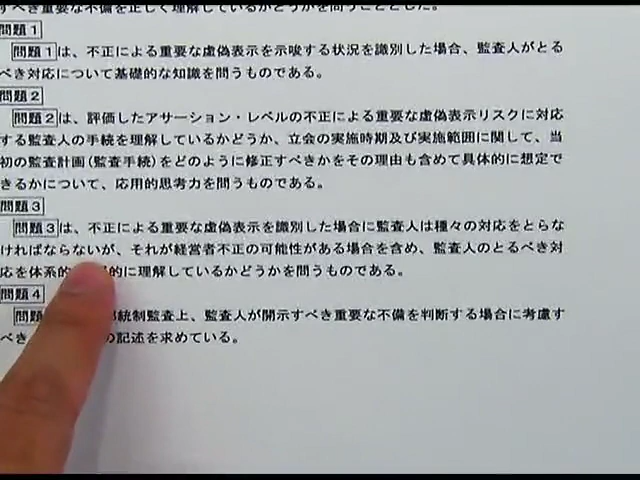 すべき重要な不備を正しく理解しているかどうかを問うこととした。
問題1
問題1は、不正による重要な虚偽表示を示唆する状況を識別した場合、監査人がとる
べき対応について基礎的な知識を問うものである。
問題2
問題2は、評価したアサーション・レベルの不正による重要な虚偽表示リスクに対応
する監査人の手続を理解しているかどうか、立会の実施時期及び実施範囲に関して、当
初の監査計画(監査手続)をどのように修正すべきかをその理由も含めて具体的に想定で
きるかについて、応用的思考力を問うものである。
問題3
問題3は、不正による重要な虚偽表示を識別した場合に監査人は種々の対応をとらな
ければならないが、それが経営者不正の可能性がある場合を含め、監査人のとるべき対
応を体系的 的に理解しているかどうかを問うものである。
問題4
問題 統制監査上、監査人が開示すべき重要な不備を判断する場合に考慮す
べき の記述を求めている。